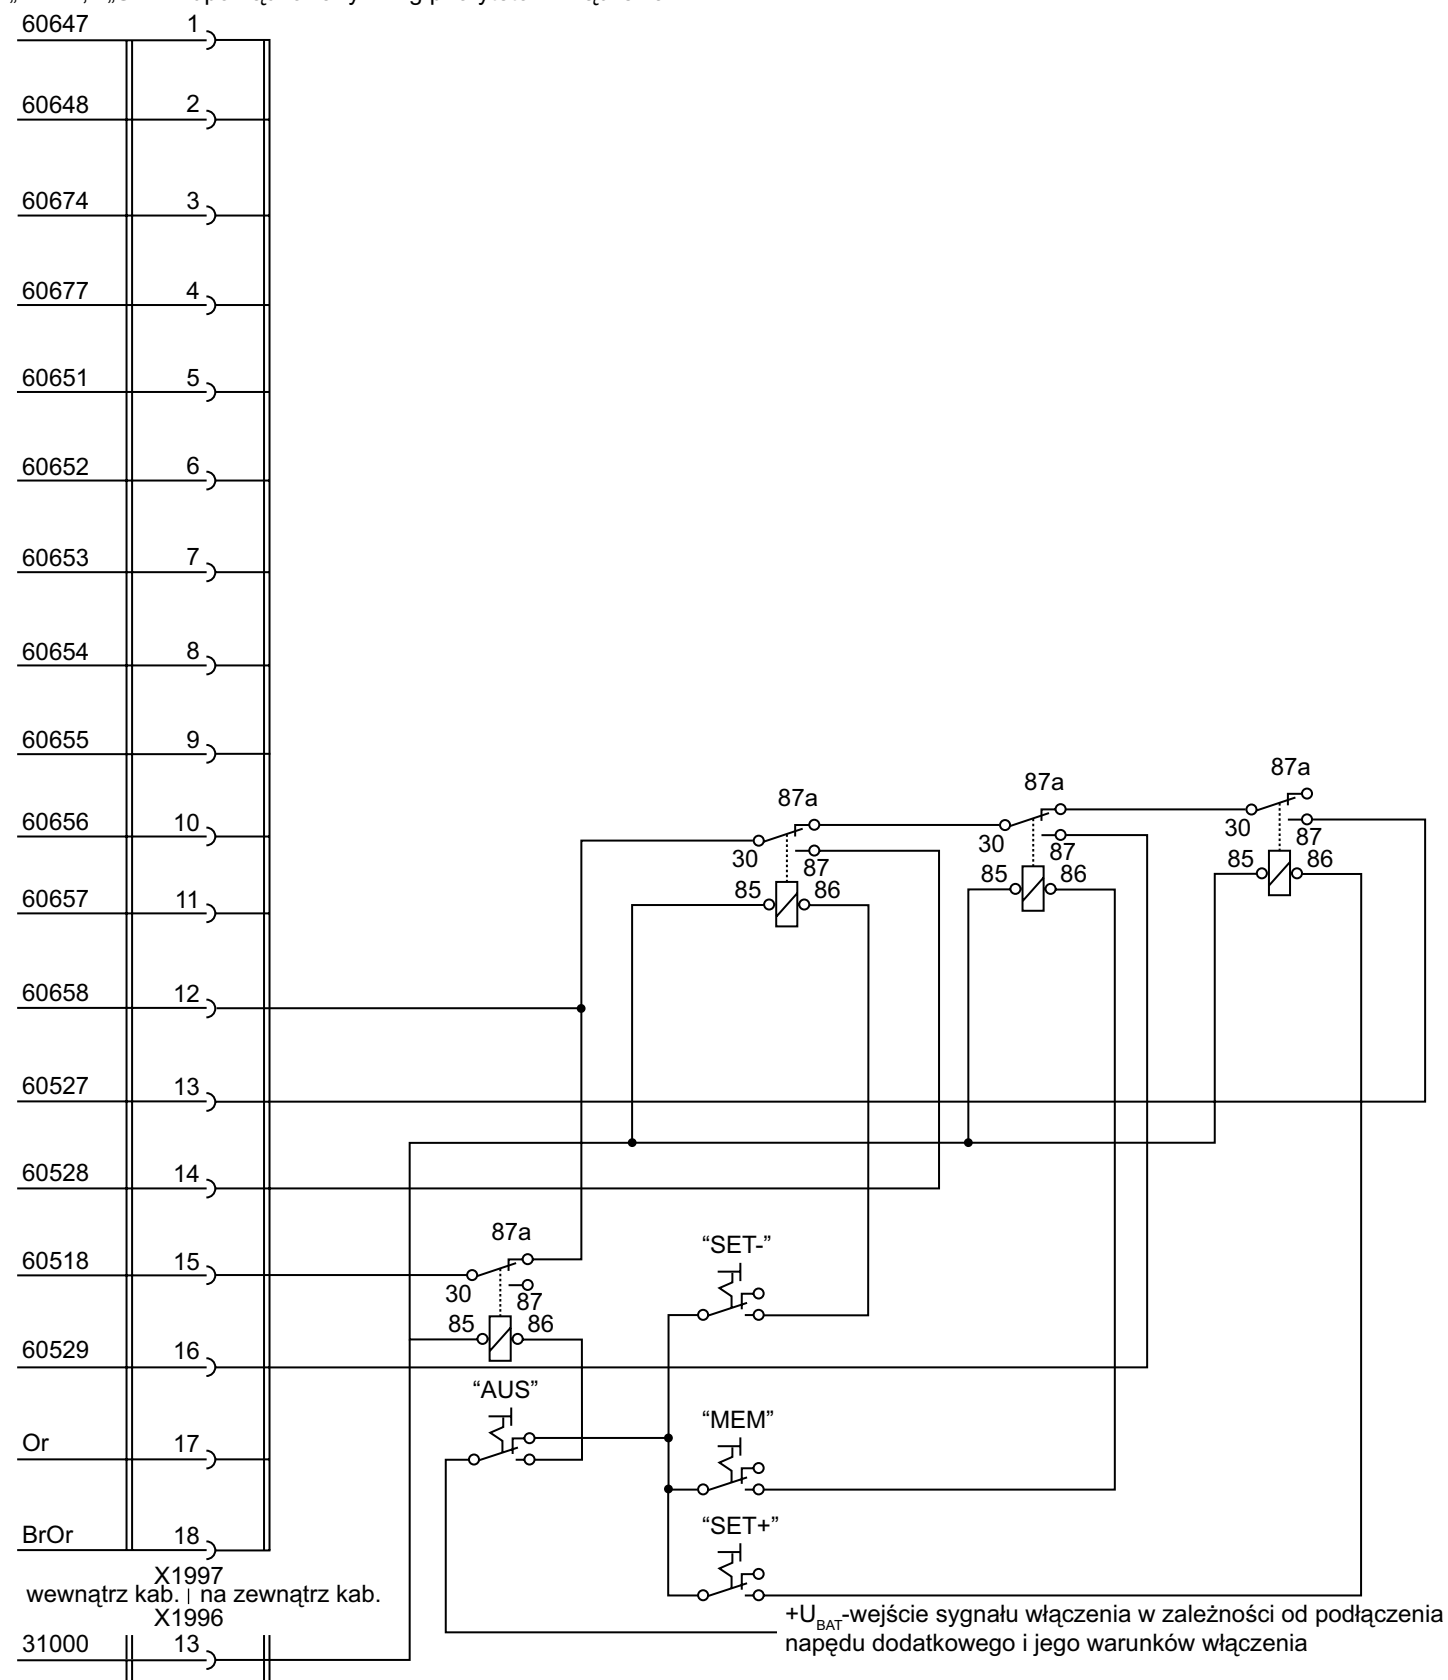 60647 1
60648 2
60674 3
60677 4
60651 5
60652 6
60653 7
60654 8
60655 9
87a
87a
87a
60656 10
30
87
85
86
30
87
85
86
30
87
85
86
60657 11
60658 12
60527 13
60528 14
87a
“SET-”
60518 15
30
87
85
86
60529 16
“AUS”
“MEM”
Or 17
“SET+”
BrOr 18
X1997
wewnątrz kab. | na zewnątrz kab.
X1996
31000 13
+UBAT-wejście sygnału włączenia w zależności od podłączenia
napędu dodatkowego i jego warunków włączenia